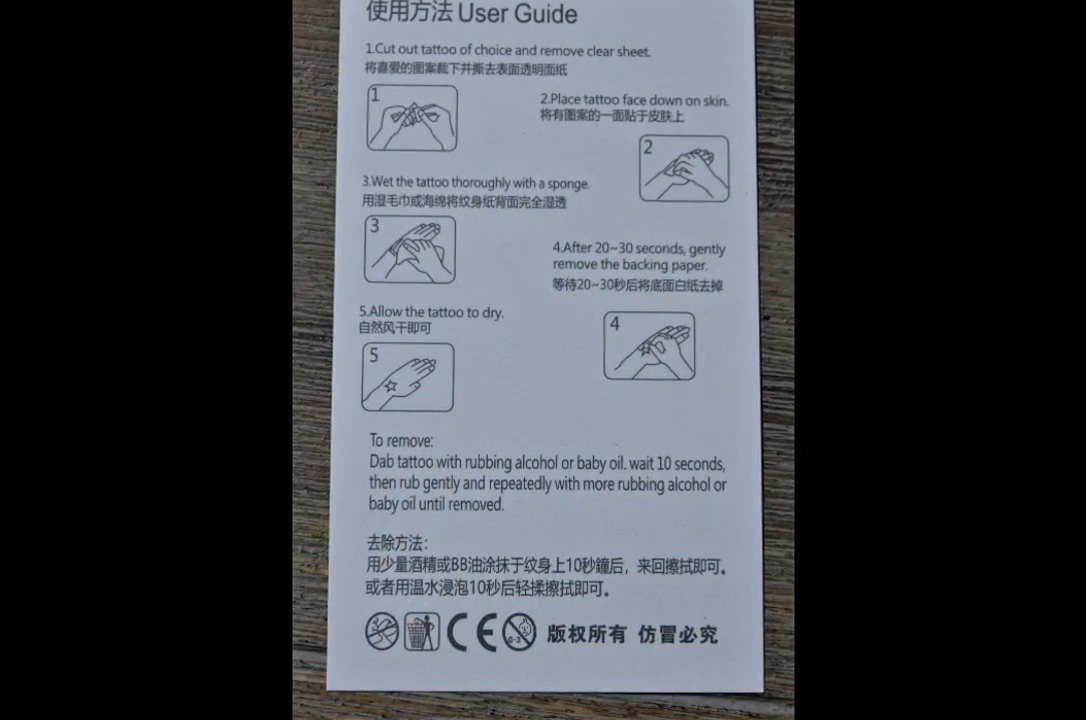 使用方法 User Guide
1.Cut out tattoo of choice and remove clear sheet.
将喜爱的图案裁下并撕去表面透明面纸
1
2.Place tattoo face down on skin.
将有图案的一面贴于皮肤上
2
3.Wet the tattoo thoroughly with a sponge.
用湿毛巾或海绵将纹身纸背面完全湿透
3
4.After 20~30 seconds, gently
remove the backing paper.
等待20~30秒后将底面白纸去掉
4
5.Allow the tattoo to dry.
自然风干即可
5
To remove:
Dab tattoo with rubbing alcohol or baby oil. wait 10 seconds,
then rub gently and repeatedly with more rubbing alcohol or
baby oil until removed.
去除方法:
用少量酒精或BB油涂抹于纹身上10秒鐘后，来回擦拭即可。
或者用温水浸泡10秒后轻揉擦拭即可。
CE 0-3 版权所有 仿冒必究